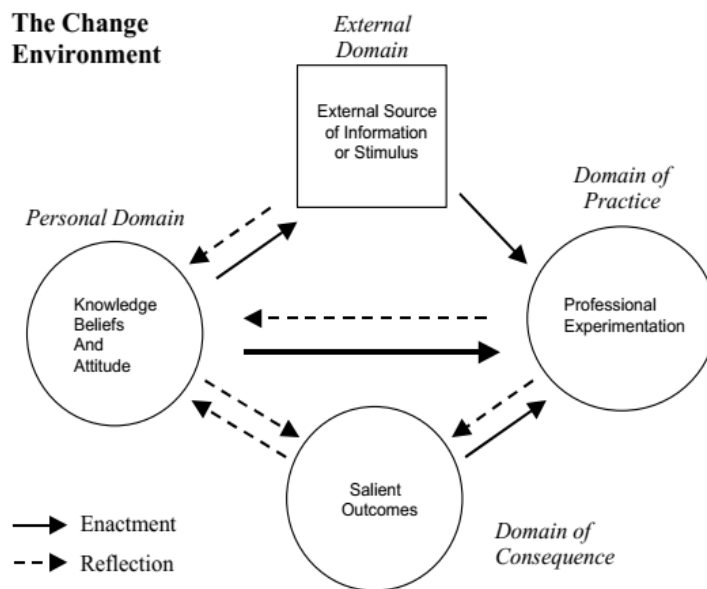 The Change
Environment
External
Domain
External Source
of Information
or Stimulus
Domain of
Practice
Personal Domain
Knowledge
Beliefs
And
Attitude
Professional
Experimentation
Salient
Outcomes
Enactment
Reflection
Domain of
Consequence